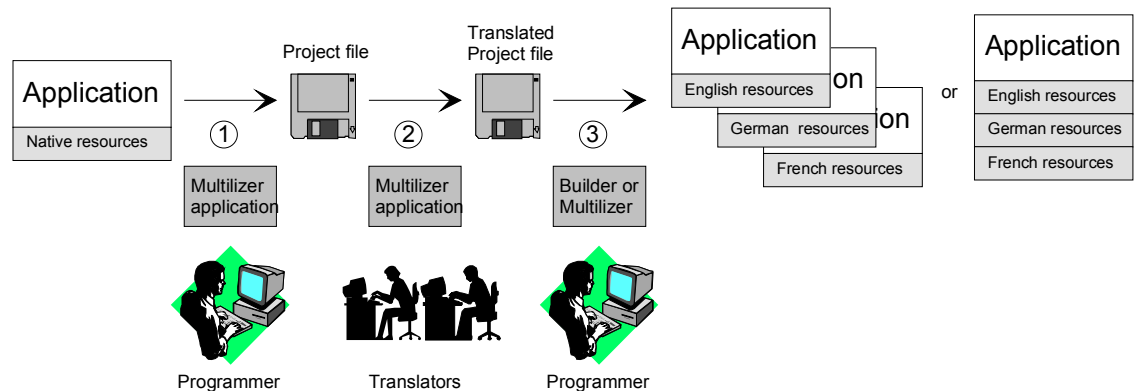 Application
Native resources
1
Multilizer
application
Programmer
Project file
2
Multilizer
application
Translators
Translated
Project file
3
Builder or
Multilizer
Programmer
Application
English resources
on
German  resources
ion
French resources
or
Application
English resources
German resources
French resources